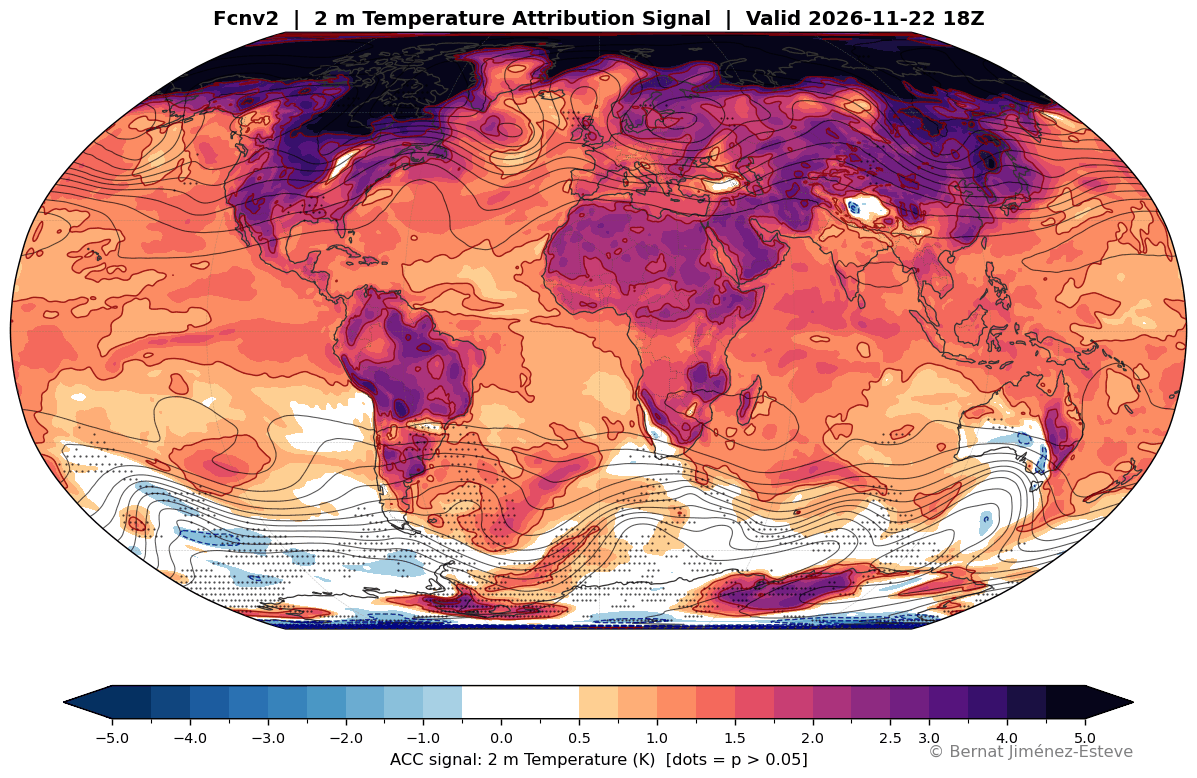 Fcnv2 | 2 m Temperature Attribution Signal | Valid 2026-11-22 18Z
−5.0 −4.0 −3.0 −2.0 −1.0 0.0 0.5 1.0 1.5 2.0 2.5 3.0 4.0 5.0
ACC signal: 2 m Temperature (K) [dots = p > 0.05]
© Bernat Jiménez-Esteve